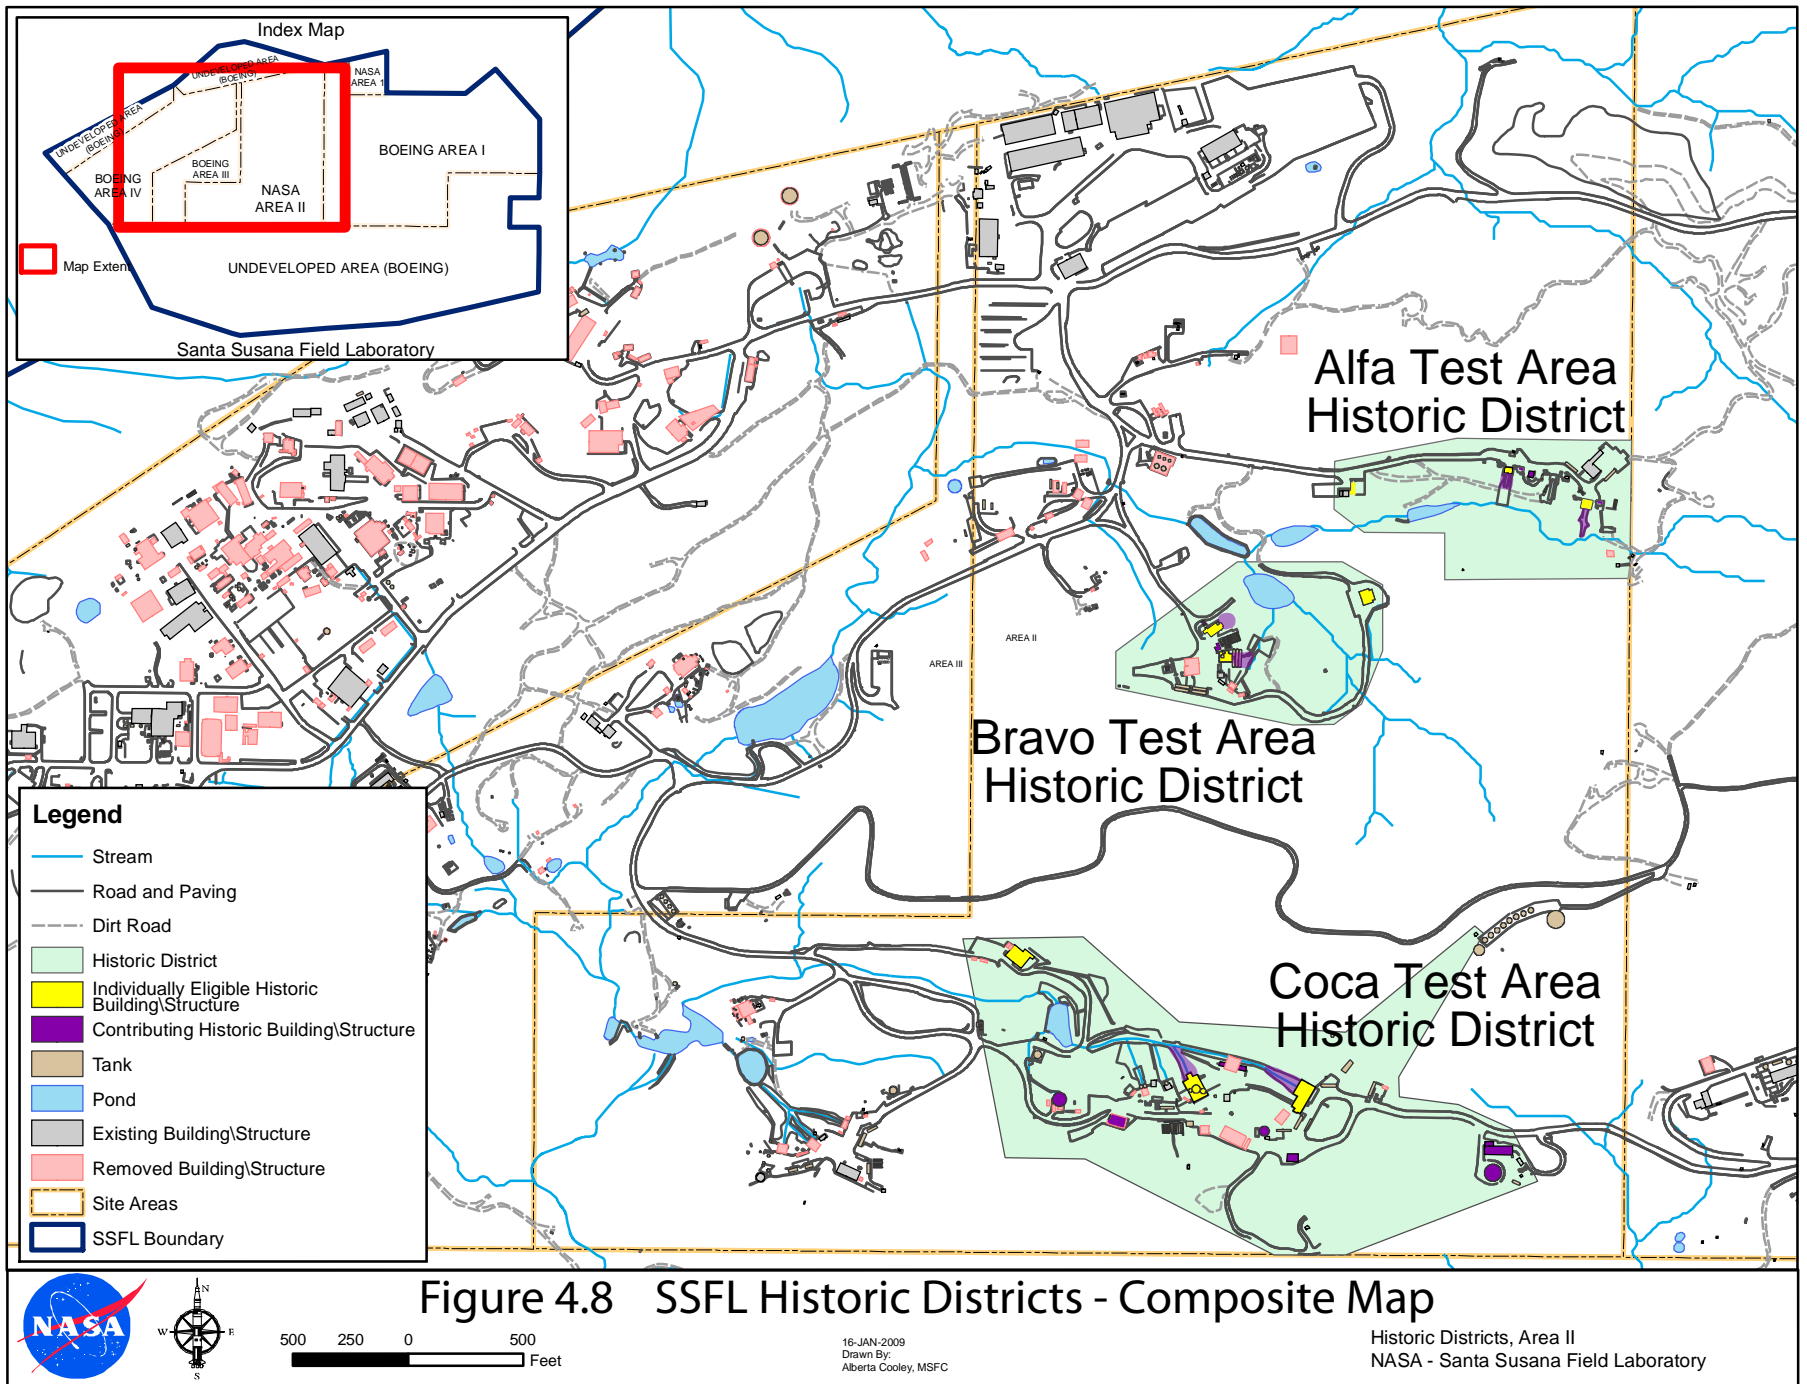 Index Map
UNDEVELOPED AREA
(BOEING)
NASA
AREA 1
UNDEVELOPED AREA
(BOEING)
BOEING AREA I
BOEING
AREA III
BOEING
AREA IV
NASA
AREA II
Map Extent
UNDEVELOPED AREA (BOEING)
Santa Susana Field Laboratory
Alfa Test Area
Historic District
AREA II
AREA III
Bravo Test Area
Historic District
Coca Test Area
Historic District
Legend
Stream
Road and Paving
Dirt Road
Historic District
Individually Eligible Historic
Building\Structure
Contributing Historic Building\Structure
Tank
Pond
Existing Building\Structure
Removed Building\Structure
Site Areas
SSFL Boundary
NASA
N
W
E
S
Figure 4.8 SSFL Historic Districts - Composite Map
500 250 0 500
Feet
16-JAN-2009
Drawn By:
Alberta Cooley, MSFC
Historic Districts, Area II
NASA - Santa Susana Field Laboratory